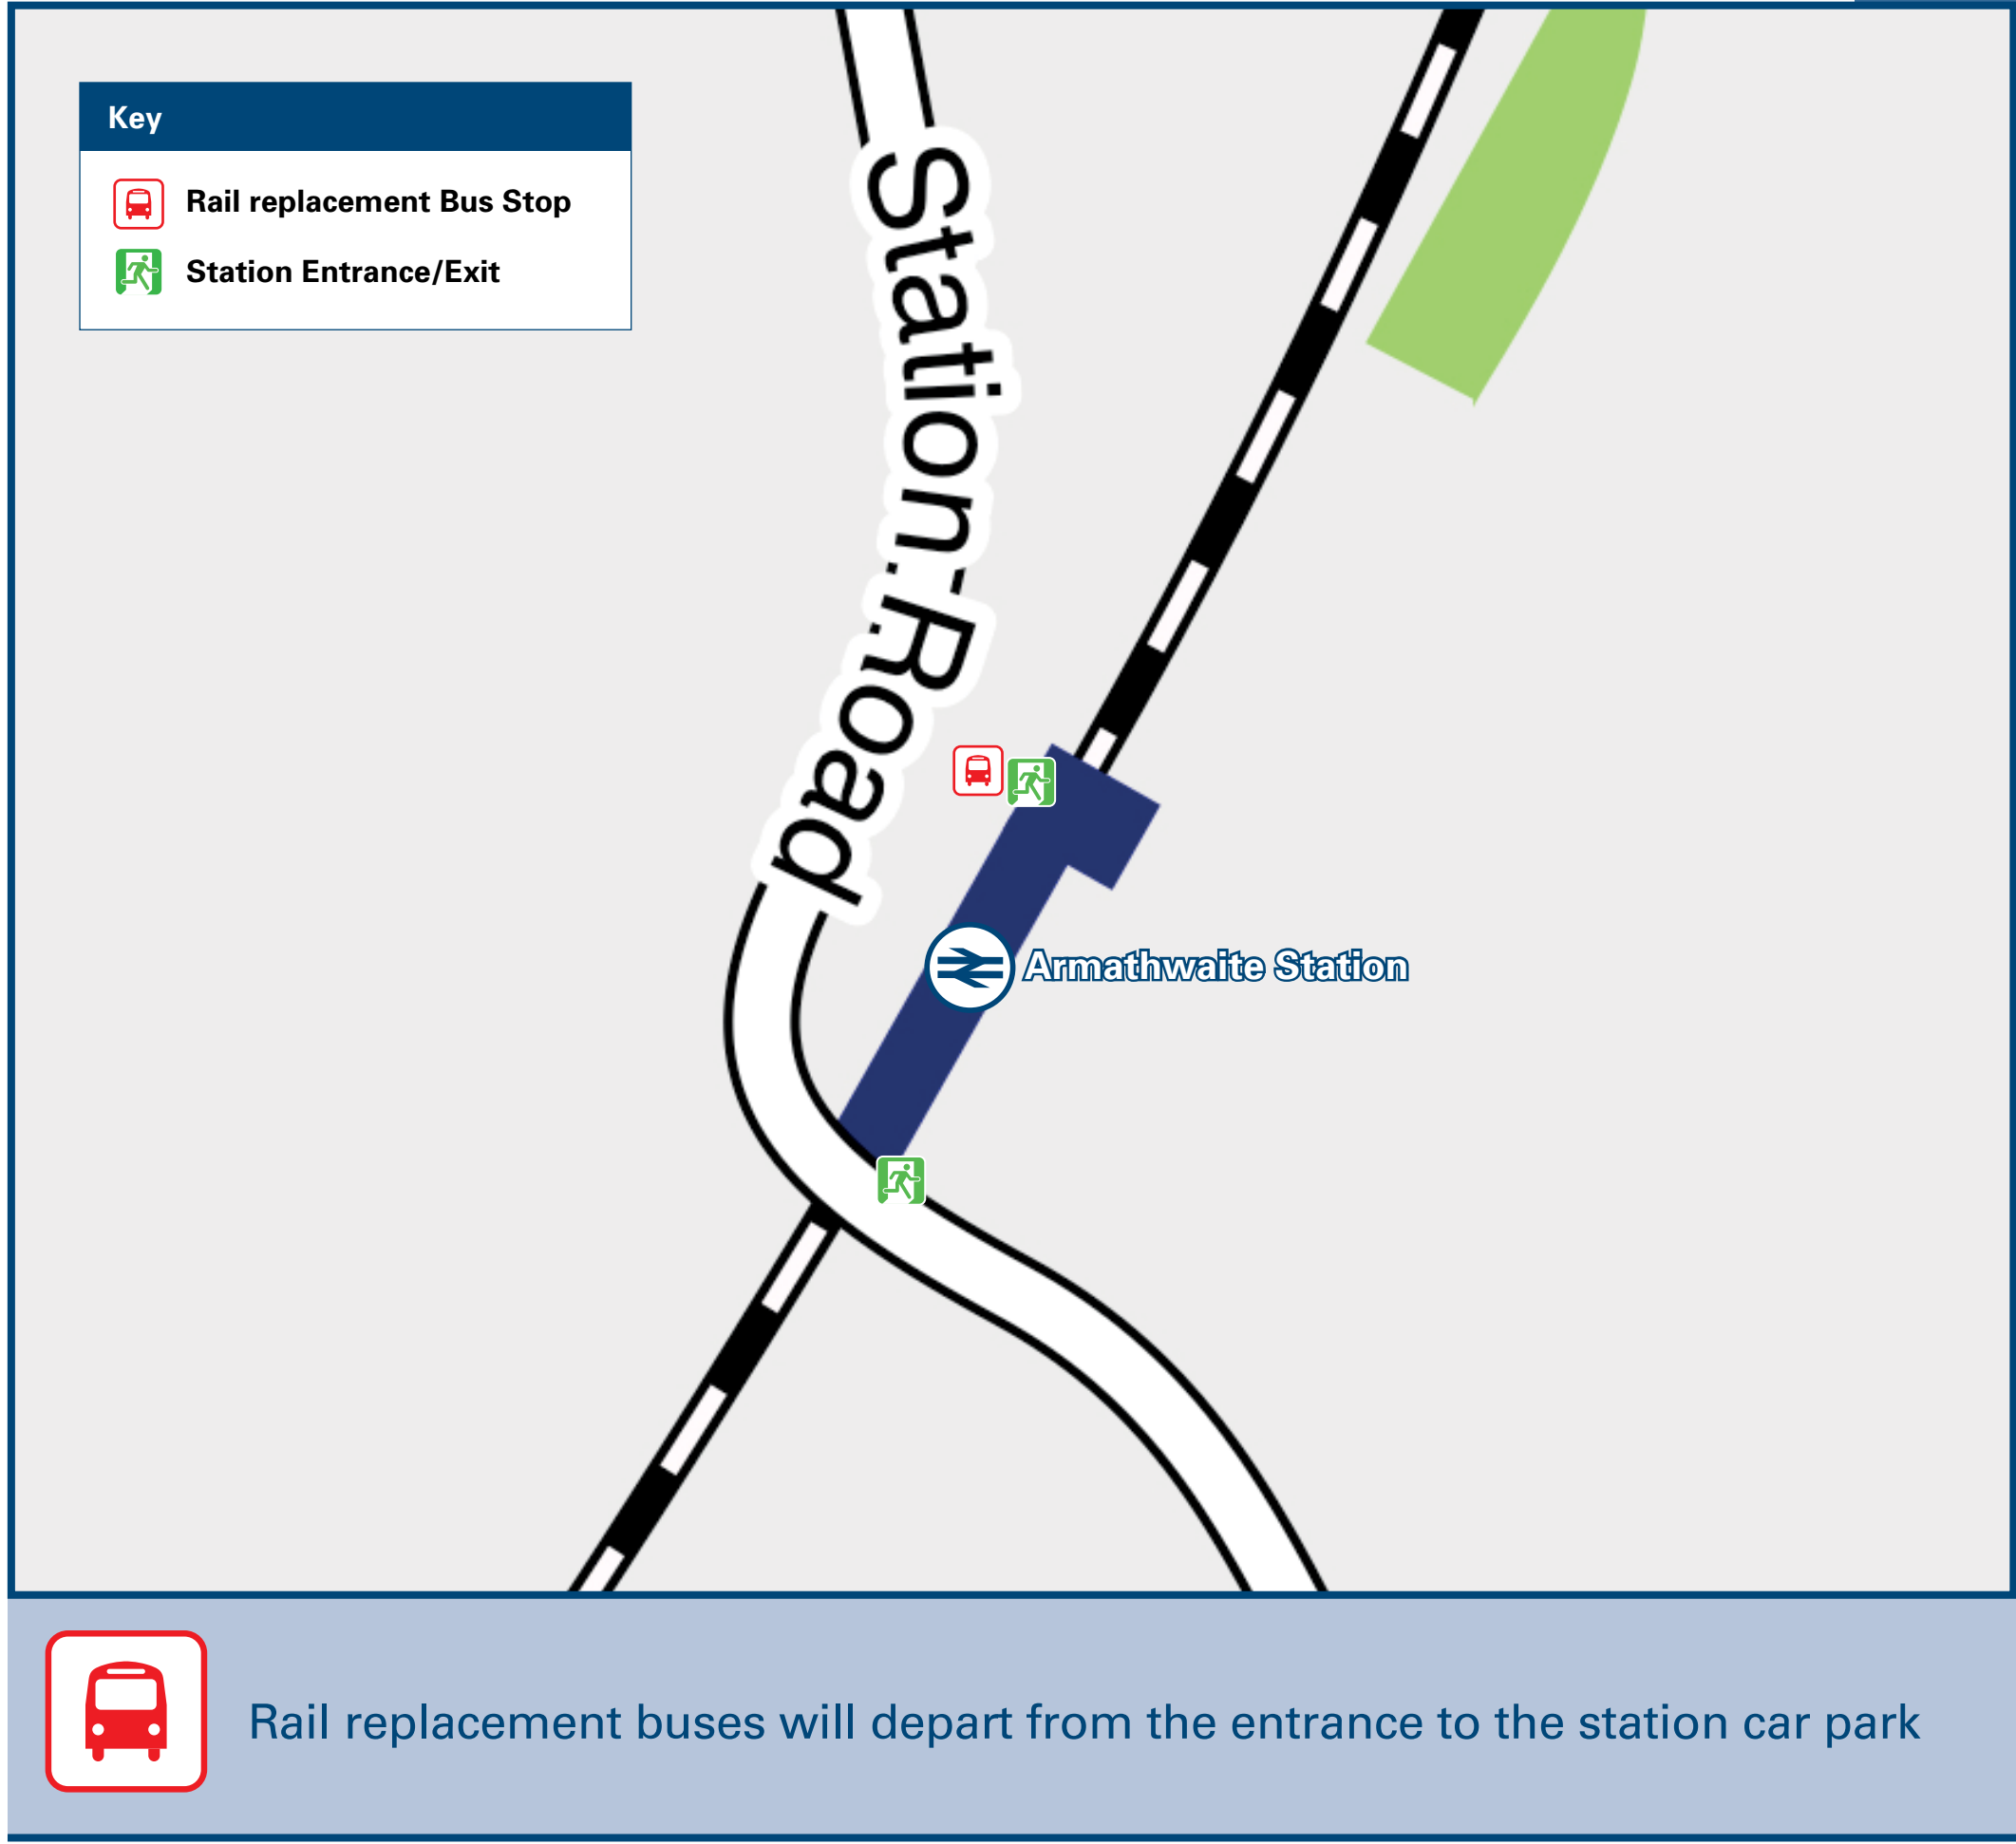 Key
Rail replacement Bus Stop
Station Entrance/Exit
Station Road
Armathwaite Station
Rail replacement buses will depart from the entrance to the station car park